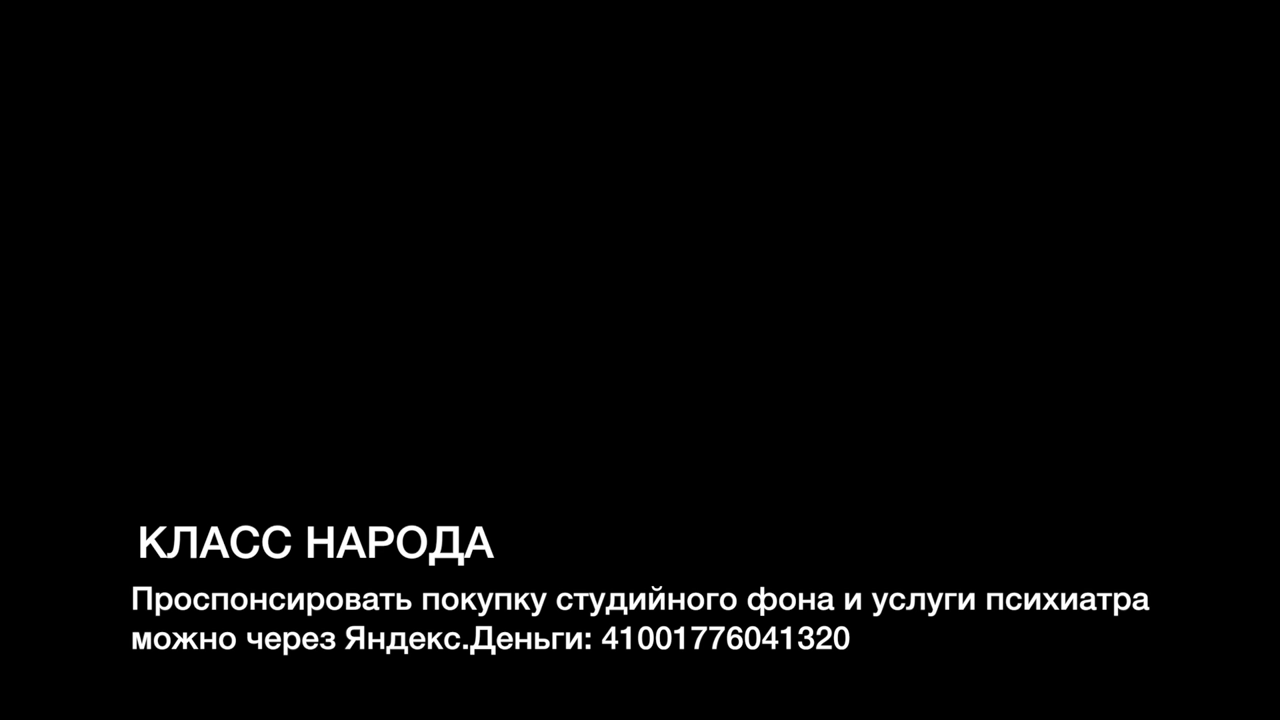 КЛАСС НАРОДА
Проспонсировать покупку студийного фона и услуги психиатра
можно через Яндекс.Деньги: 41001776041320